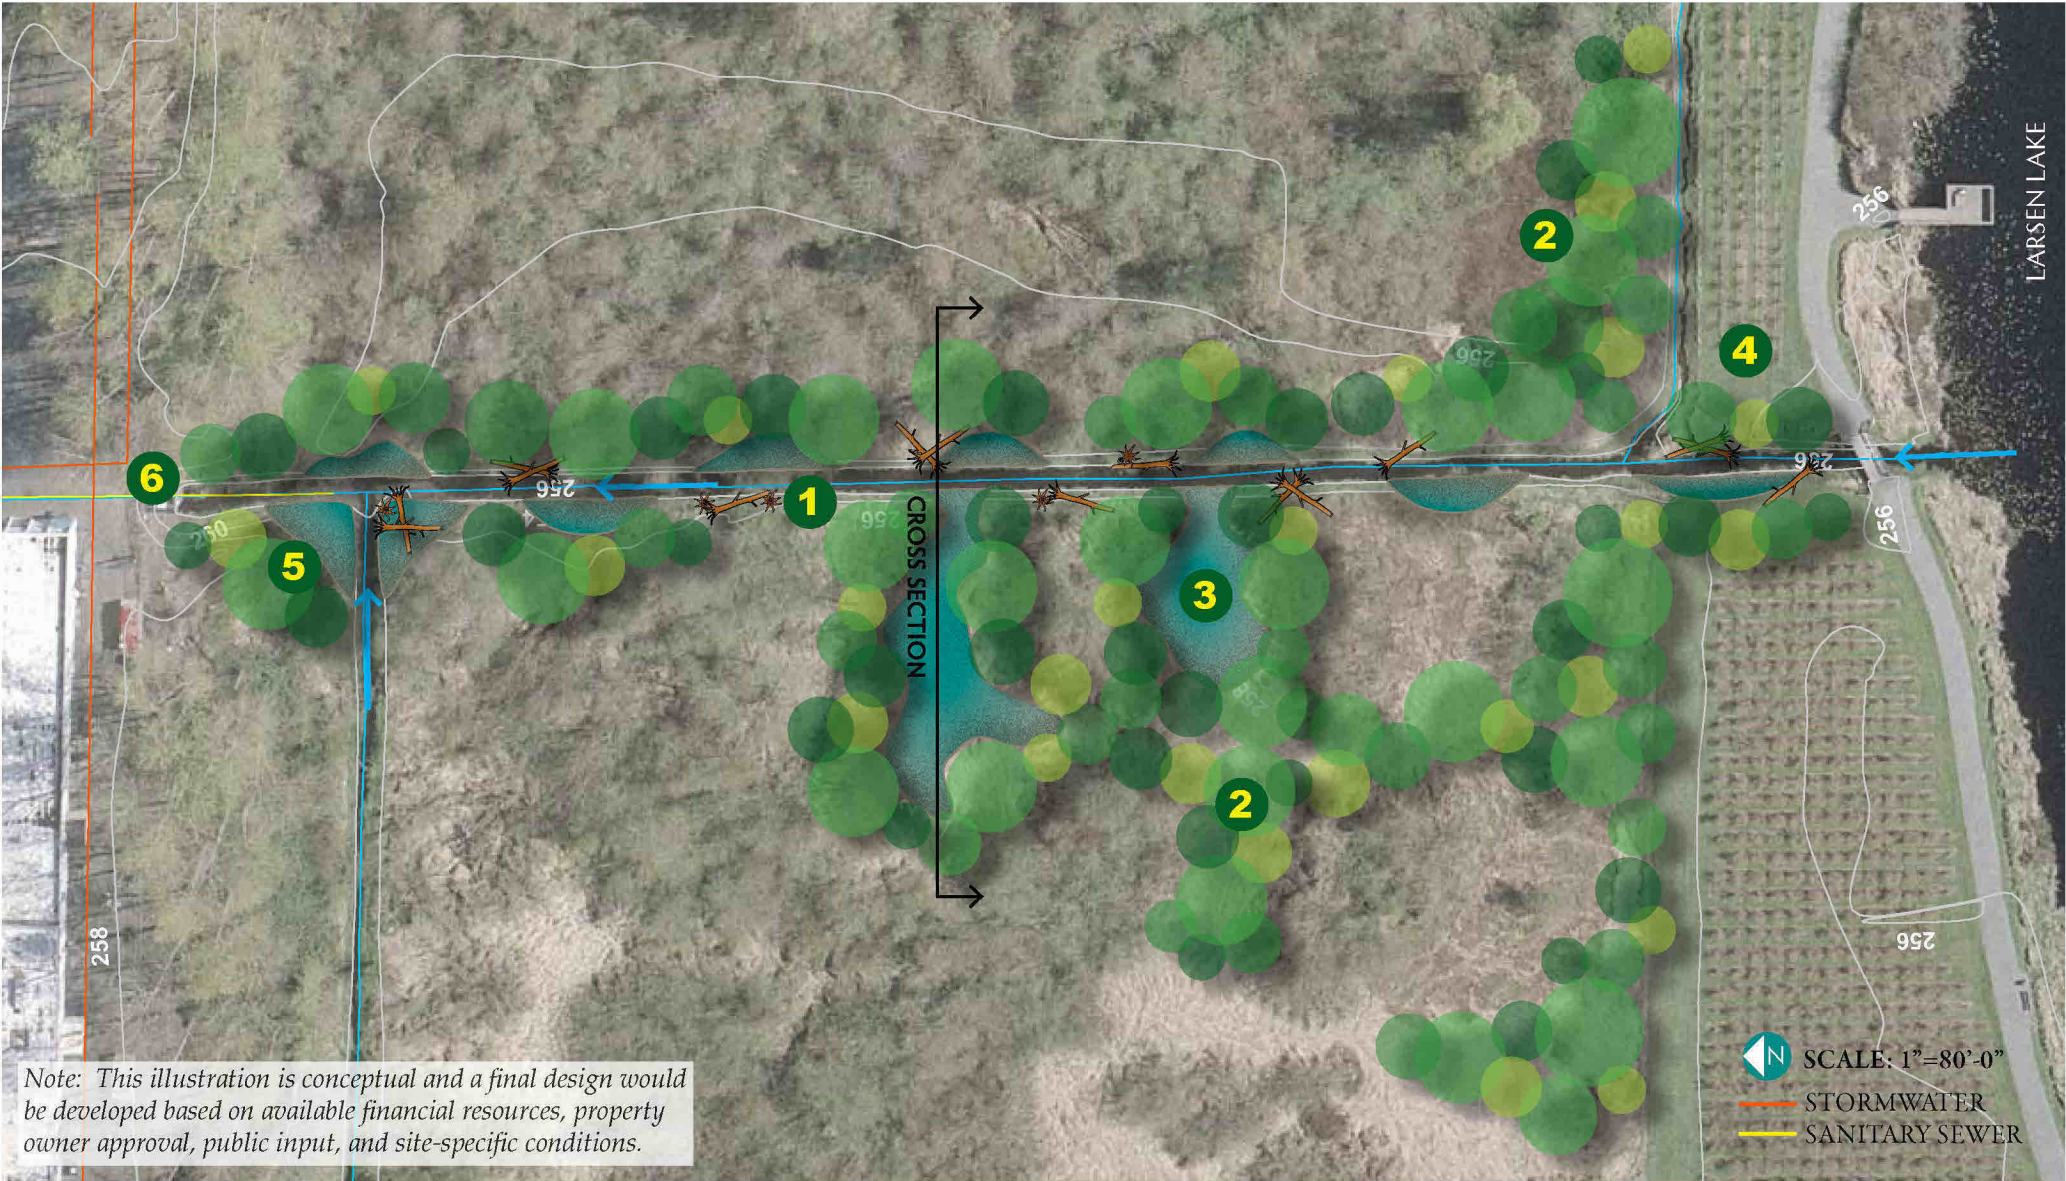 2
256
LARSEN LAKE
4
256
6
256
1
256
256
256
CROSS SECTION
260
5
3
258
2
258
256
N
SCALE: 1"=80'-0"
STORMWATER
SANITARY SEWER
Note: This illustration is conceptual and a final design would
be developed based on available financial resources, property
owner approval, public input, and site-specific conditions.